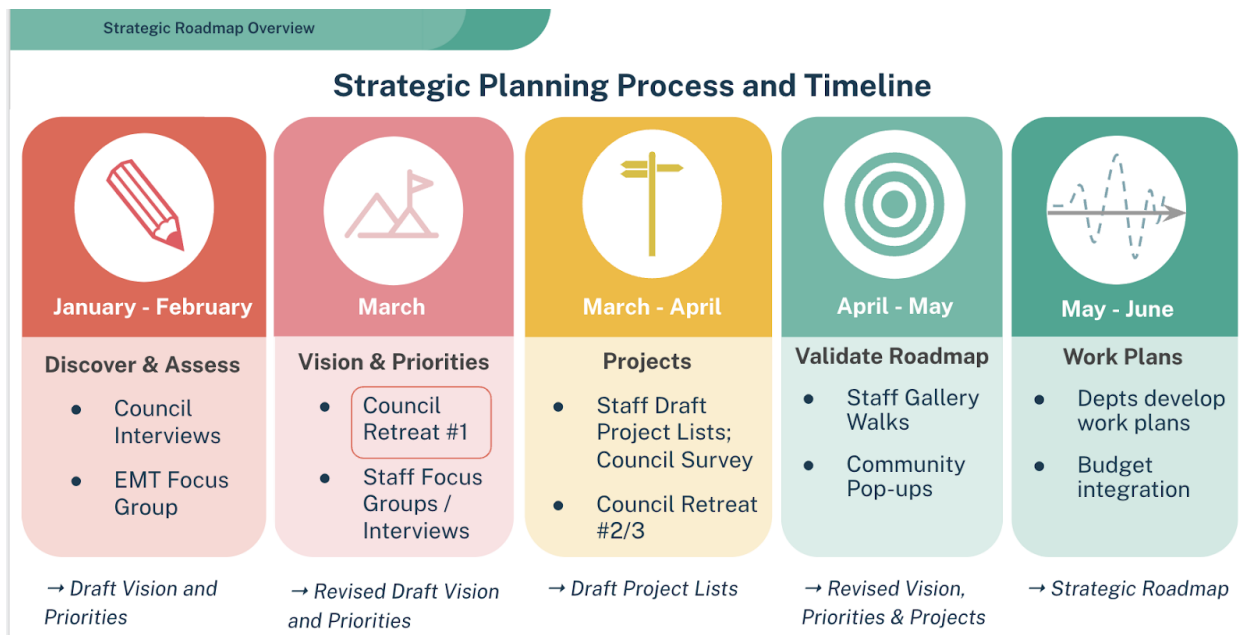 Strategic Roadmap Overview
Strategic Planning Process and Timeline
January - February
Discover & Assess
● Council
Interviews
● EMT Focus
Group
→ Draft Vision and
Priorities
March
Vision & Priorities
● Council
Retreat #1
● Staff Focus
Groups /
Interviews
→ Revised Draft Vision
and Priorities
March - April
Projects
● Staff Draft
Project Lists;
Council Survey
● Council Retreat
#2/3
→ Draft Project Lists
April - May
Validate Roadmap
● Staff Gallery
Walks
● Community
Pop-ups
→ Revised Vision,
Priorities & Projects
May - June
Work Plans
● Depts develop
work plans
● Budget
integration
→ Strategic Roadmap